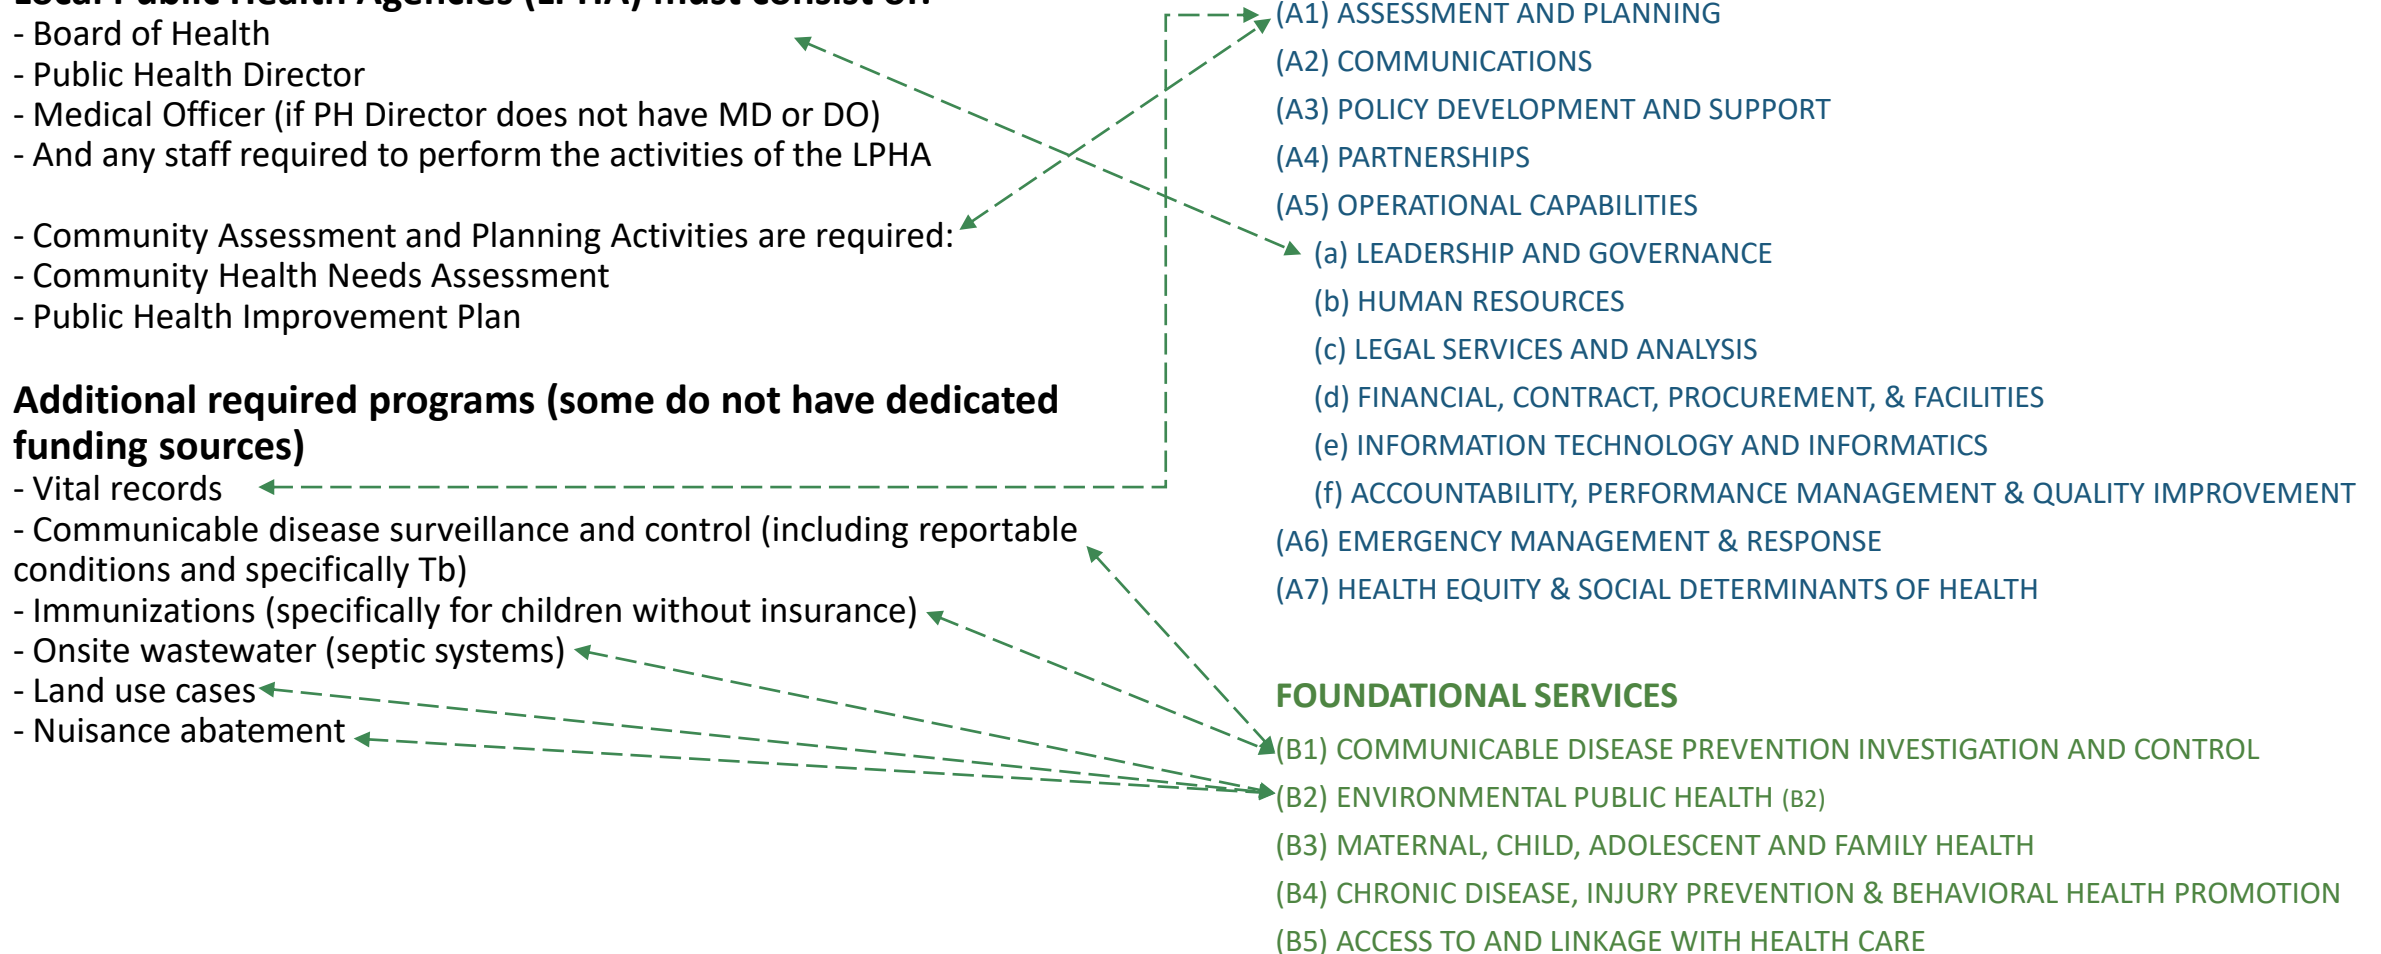 Local Public Health Agencies (LPHA) must consist of:
- Board of Health
- Public Health Director
- Medical Officer (if PH Director does not have MD or DO)
- And any staff required to perform the activities of the LPHA
- Community Assessment and Planning Activities are required:
- Community Health Needs Assessment
- Public Health Improvement Plan
Additional required programs (some do not have dedicated
funding sources)
- Vital records
- Communicable disease surveillance and control (including reportable
conditions and specifically Tb)
- Immunizations (specifically for children without insurance)
- Onsite wastewater (septic systems)
- Land use cases
- Nuisance abatement
(A1) ASSESSMENT AND PLANNING
(A2) COMMUNICATIONS
(A3) POLICY DEVELOPMENT AND SUPPORT
(A4) PARTNERSHIPS
(A5) OPERATIONAL CAPABILITIES
(a) LEADERSHIP AND GOVERNANCE
(b) HUMAN RESOURCES
(c) LEGAL SERVICES AND ANALYSIS
(d) FINANCIAL, CONTRACT, PROCUREMENT, & FACILITIES
(e) INFORMATION TECHNOLOGY AND INFORMATICS
(f) ACCOUNTABILITY, PERFORMANCE MANAGEMENT & QUALITY IMPROVEMENT
(A6) EMERGENCY MANAGEMENT & RESPONSE
(A7) HEALTH EQUITY & SOCIAL DETERMINANTS OF HEALTH
FOUNDATIONAL SERVICES
(B1) COMMUNICABLE DISEASE PREVENTION INVESTIGATION AND CONTROL
(B2) ENVIRONMENTAL PUBLIC HEALTH (B2)
(B3) MATERNAL, CHILD, ADOLESCENT AND FAMILY HEALTH
(B4) CHRONIC DISEASE, INJURY PREVENTION & BEHAVIORAL HEALTH PROMOTION
(B5) ACCESS TO AND LINKAGE WITH HEALTH CARE